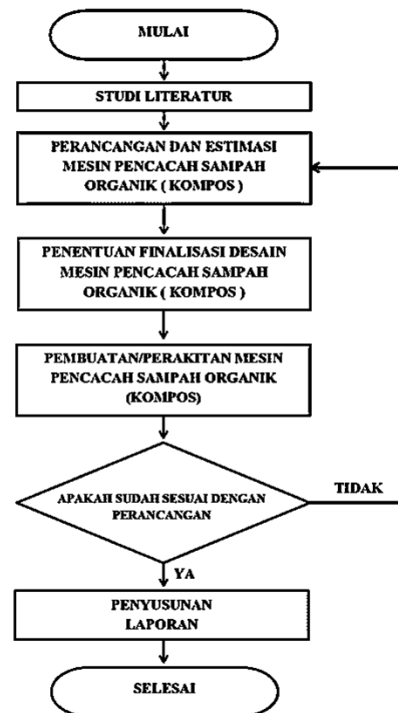 MULAI
STUDI LITERATUR
PERANCANGAN DAN ESTIMASI
MESIN PENCACAH SAMPAH
ORGANIK ( KOMPOS )
PENENTUAN FINALISASI DESAIN
MESIN PENCACAH SAMPAH
ORGANIK ( KOMPOS )
PEMBUATAN/PERAKITAN MESIN
PENCACAH SAMPAH ORGANIK
(KOMPOS)
APAKAH SUDAH SESUAI DENGAN
PERANCANGAN
TIDAK
YA
PENYUSUNAN
LAPORAN
SELESAI